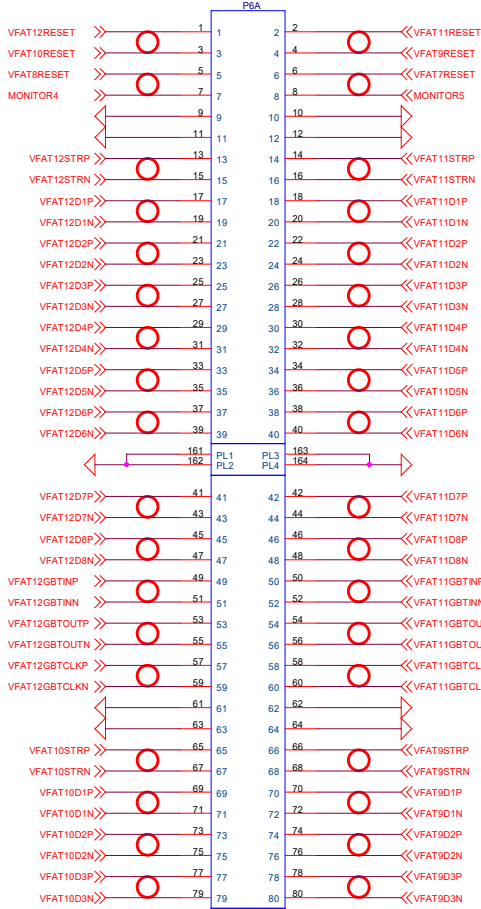 P6A
VFAT12RESET 1 1 2 2 VFAT11RESET
VFAT10RESET 3 3 4 4 VFAT9RESET
VFAT8RESET 5 5 6 6 VFAT7RESET
MONITOR4 7 7 8 8 MONITOR5
9 9 10 10
11 11 12 12
VFAT12STRP 13 13 14 14 VFAT11STRP
VFAT12STRN 15 15 16 16 VFAT11STRN
VFAT12D1P 17 17 18 18 VFAT11D1P
VFAT12D1N 19 19 20 20 VFAT11D1N
VFAT12D2P 21 21 22 22 VFAT11D2P
VFAT12D2N 23 23 24 24 VFAT11D2N
VFAT12D3P 25 25 26 26 VFAT11D3P
VFAT12D3N 27 27 28 28 VFAT11D3N
VFAT12D4P 29 29 30 30 VFAT11D4P
VFAT12D4N 31 31 32 32 VFAT11D4N
VFAT12D5P 33 33 34 34 VFAT11D5P
VFAT12D5N 35 35 36 36 VFAT11D5N
VFAT12D6P 37 37 38 38 VFAT11D6P
VFAT12D6N 39 39 40 40 VFAT11D6N
161 PL1 PL3 163
162 PL2 PL4 164
VFAT12D7P 41 41 42 42 VFAT11D7P
VFAT12D7N 43 43 44 44 VFAT11D7N
VFAT12D8P 45 45 46 46 VFAT11D8P
VFAT12D8N 47 47 48 48 VFAT11D8N
VFAT12GBTINP 49 49 50 50 VFAT11GBTINP
VFAT12GBTINN 51 51 52 52 VFAT11GBTINN
VFAT12GBTOUTP 53 53 54 54 VFAT11GBTOU
VFAT12GBTOUTN 55 55 56 56 VFAT11GBTOU
VFAT12GBTCLKP 57 57 58 58 VFAT11GBTCL
VFAT12GBTCLKN 59 59 60 60 VFAT11GBTCL
61 61 62 62
63 63 64 64
VFAT10STRP 65 65 66 66 VFAT9STRP
VFAT10STRN 67 67 68 68 VFAT9STRN
VFAT10D1P 69 69 70 70 VFAT9D1P
VFAT10D1N 71 71 72 72 VFAT9D1N
VFAT10D2P 73 73 74 74 VFAT9D2P
VFAT10D2N 75 75 76 76 VFAT9D2N
VFAT10D3P 77 77 78 78 VFAT9D3P
VFAT10D3N 79 79 80 80 VFAT9D3N